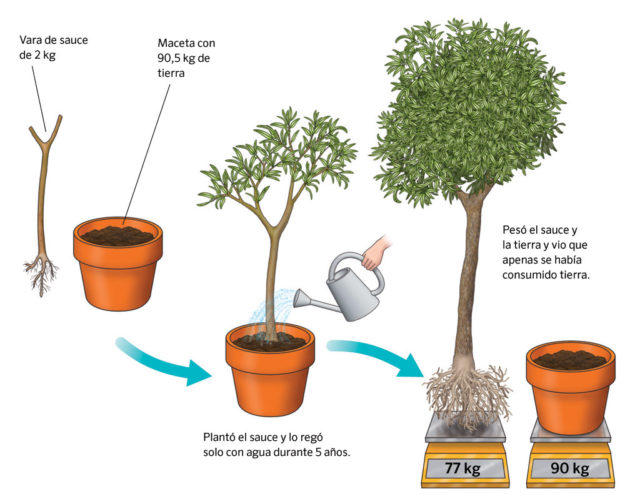 Vara de sauce
de 2 kg
Maceta con
90,5 kg de
tierra
Plantó el sauce y lo regó
solo con agua durante 5 años.
Pesó el sauce y
la tierra y vio que
apenas se había
consumido tierra.
77 kg
90 kg